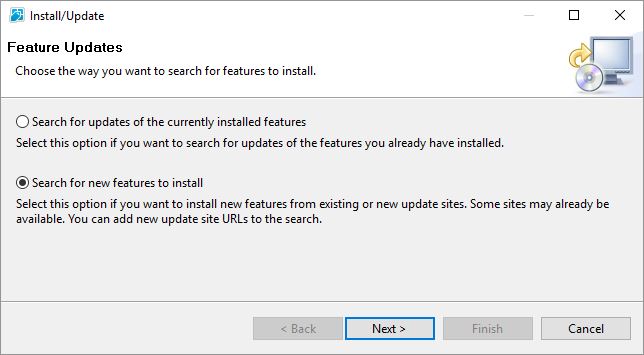 Install/Update
Feature Updates
Choose the way you want to search for features to install.
Search for updates of the currently installed features
Select this option if you want to search for updates of the features you already have installed.
Search for new features to install
Select this option if you want to install new features from existing or new update sites. Some sites may already be
available. You can add new update site URLs to the search.
< Back
Next >
Finish
Cancel